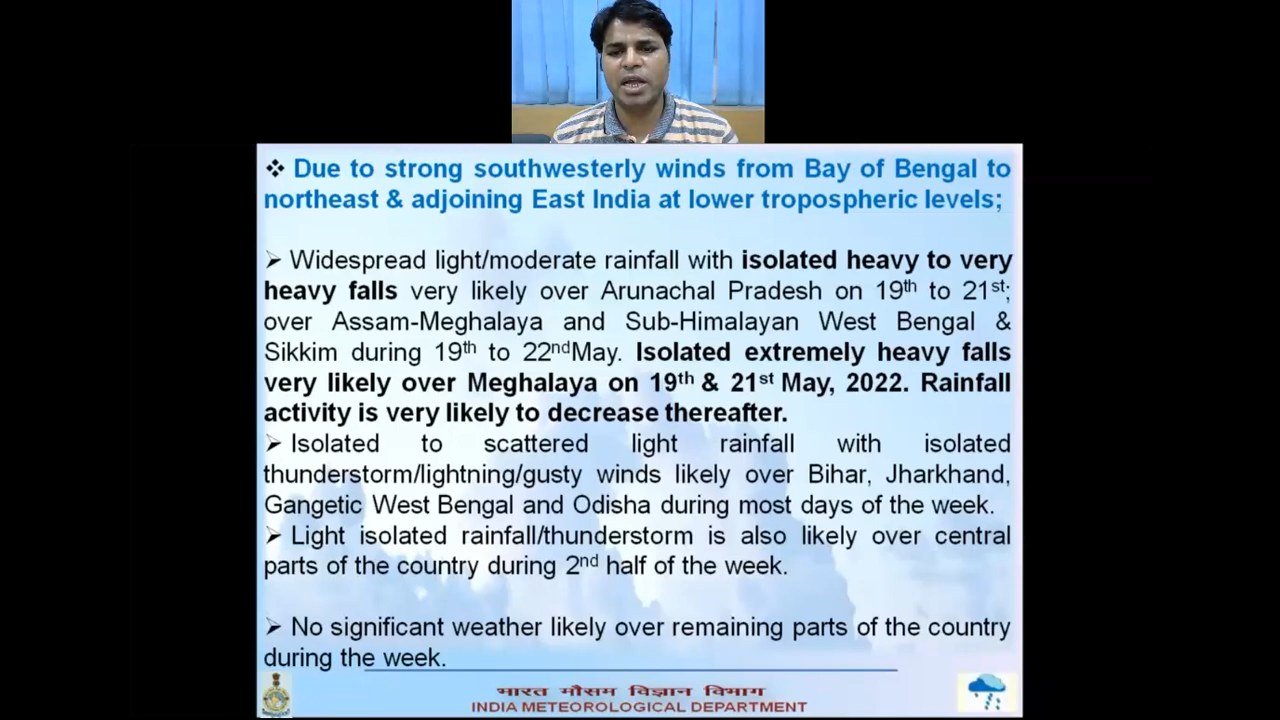 ❖ Due to strong southwesterly winds from Bay of Bengal to
northeast & adjoining East India at lower tropospheric levels;
➢ Widespread light/moderate rainfall with isolated heavy to very
heavy falls very likely over Arunachal Pradesh on 19th to 21st;
over Assam-Meghalaya and Sub-Himalayan West Bengal &
Sikkim during 19th to 22ndMay. Isolated extremely heavy falls
very likely over Meghalaya on 19th & 21st May, 2022. Rainfall
activity is very likely to decrease thereafter.
➢ Isolated to scattered light rainfall with isolated
thunderstorm/lightning/gusty winds likely over Bihar, Jharkhand,
Gangetic West Bengal and Odisha during most days of the week.
➢ Light isolated rainfall/thunderstorm is also likely over central
parts of the country during 2nd half of the week.
➢ No significant weather likely over remaining parts of the country
during the week.
भारत मौसम विज्ञान विभाग
INDIA METEOROLOGICAL DEPARTMENT